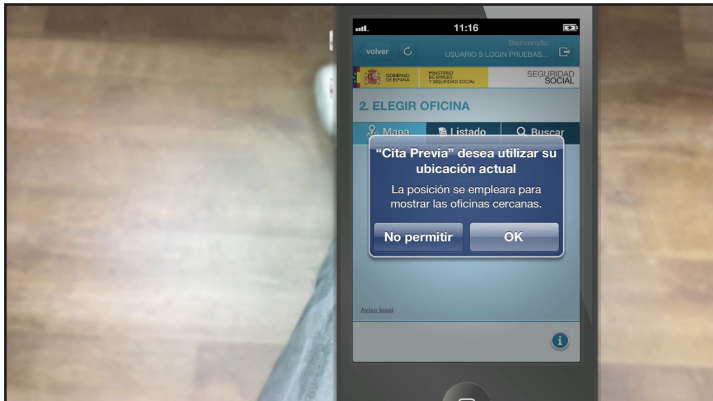 11:16
volver
Bienvenido:
USUARIO S LOGIN PRUEBAS...
GOBIERNO
DE ESPAÑA
MINISTERIO
DE EMPLEO
Y SEGURIDAD SOCIAL
SEGURIDAD
SOCIAL
2. ELEGIR OFICINA
Mapa Listado Buscar
“Cita Previa” desea utilizar su
ubicación actual
La posición se empleara para
mostrar las oficinas cercanas.
No permitir OK
Aviso legal
i